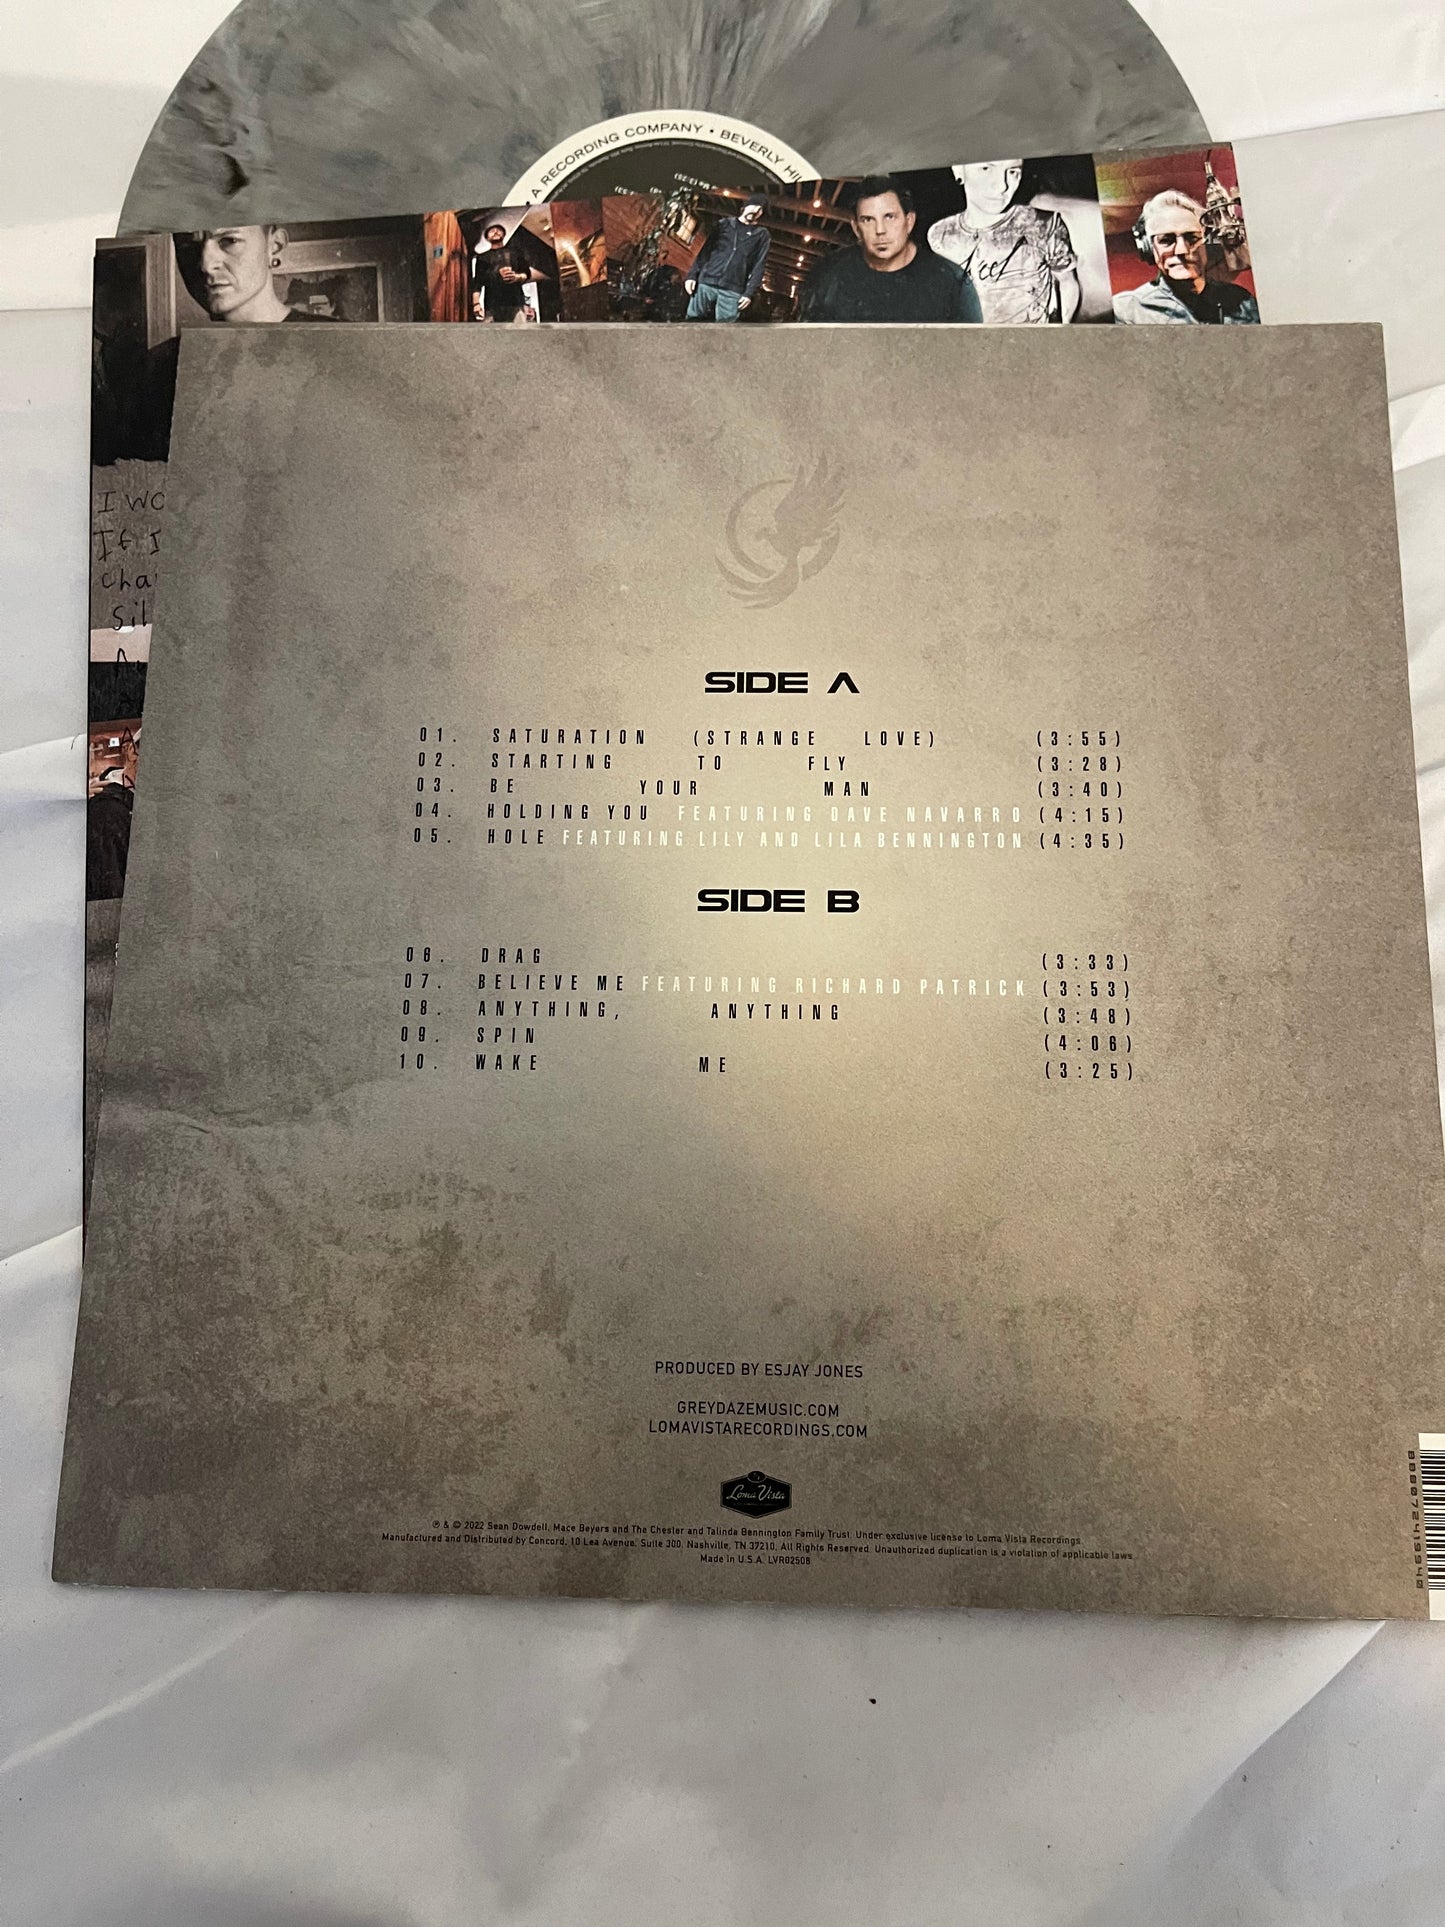 A RECORDING COMPANY • BEVERLY HI
I WO
If I
cha
Sil
SIDE A
01. SATURATION (STRANGE LOVE) (3:55)
02. STARTING TO FLY (3:28)
03. BE YOUR MAN (3:40)
04. HOLDING YOU FEATURING DAVE NAVARRO (4:15)
05. HOLE FEATURING LILY AND LILA BENNINGTON (4:35)
SIDE B
06. DRAG (3:33)
07. BELIEVE ME FEATURING RICHARD PATRICK (3:53)
08. ANYTHING, ANYTHING (3:48)
09. SPIN (4:06)
10. WAKE ME (3:25)
PRODUCED BY ESJAY JONES
GREYDAZEMUSIC.COM
LOMAVISTARECORDINGS.COM
Loma Vista
℗ & © 2022 Sean Dowdell, Mace Beyers and The Chester and Talinda Bennington Family Trust. Under exclusive license to Loma Vista Recordings.
Manufactured and Distributed by Concord, 10 Lea Avenue, Suite 300, Nashville, TN 37210. All Rights Reserved. Unauthorized duplication is a violation of applicable laws.
Made in U.S.A. LVR02508